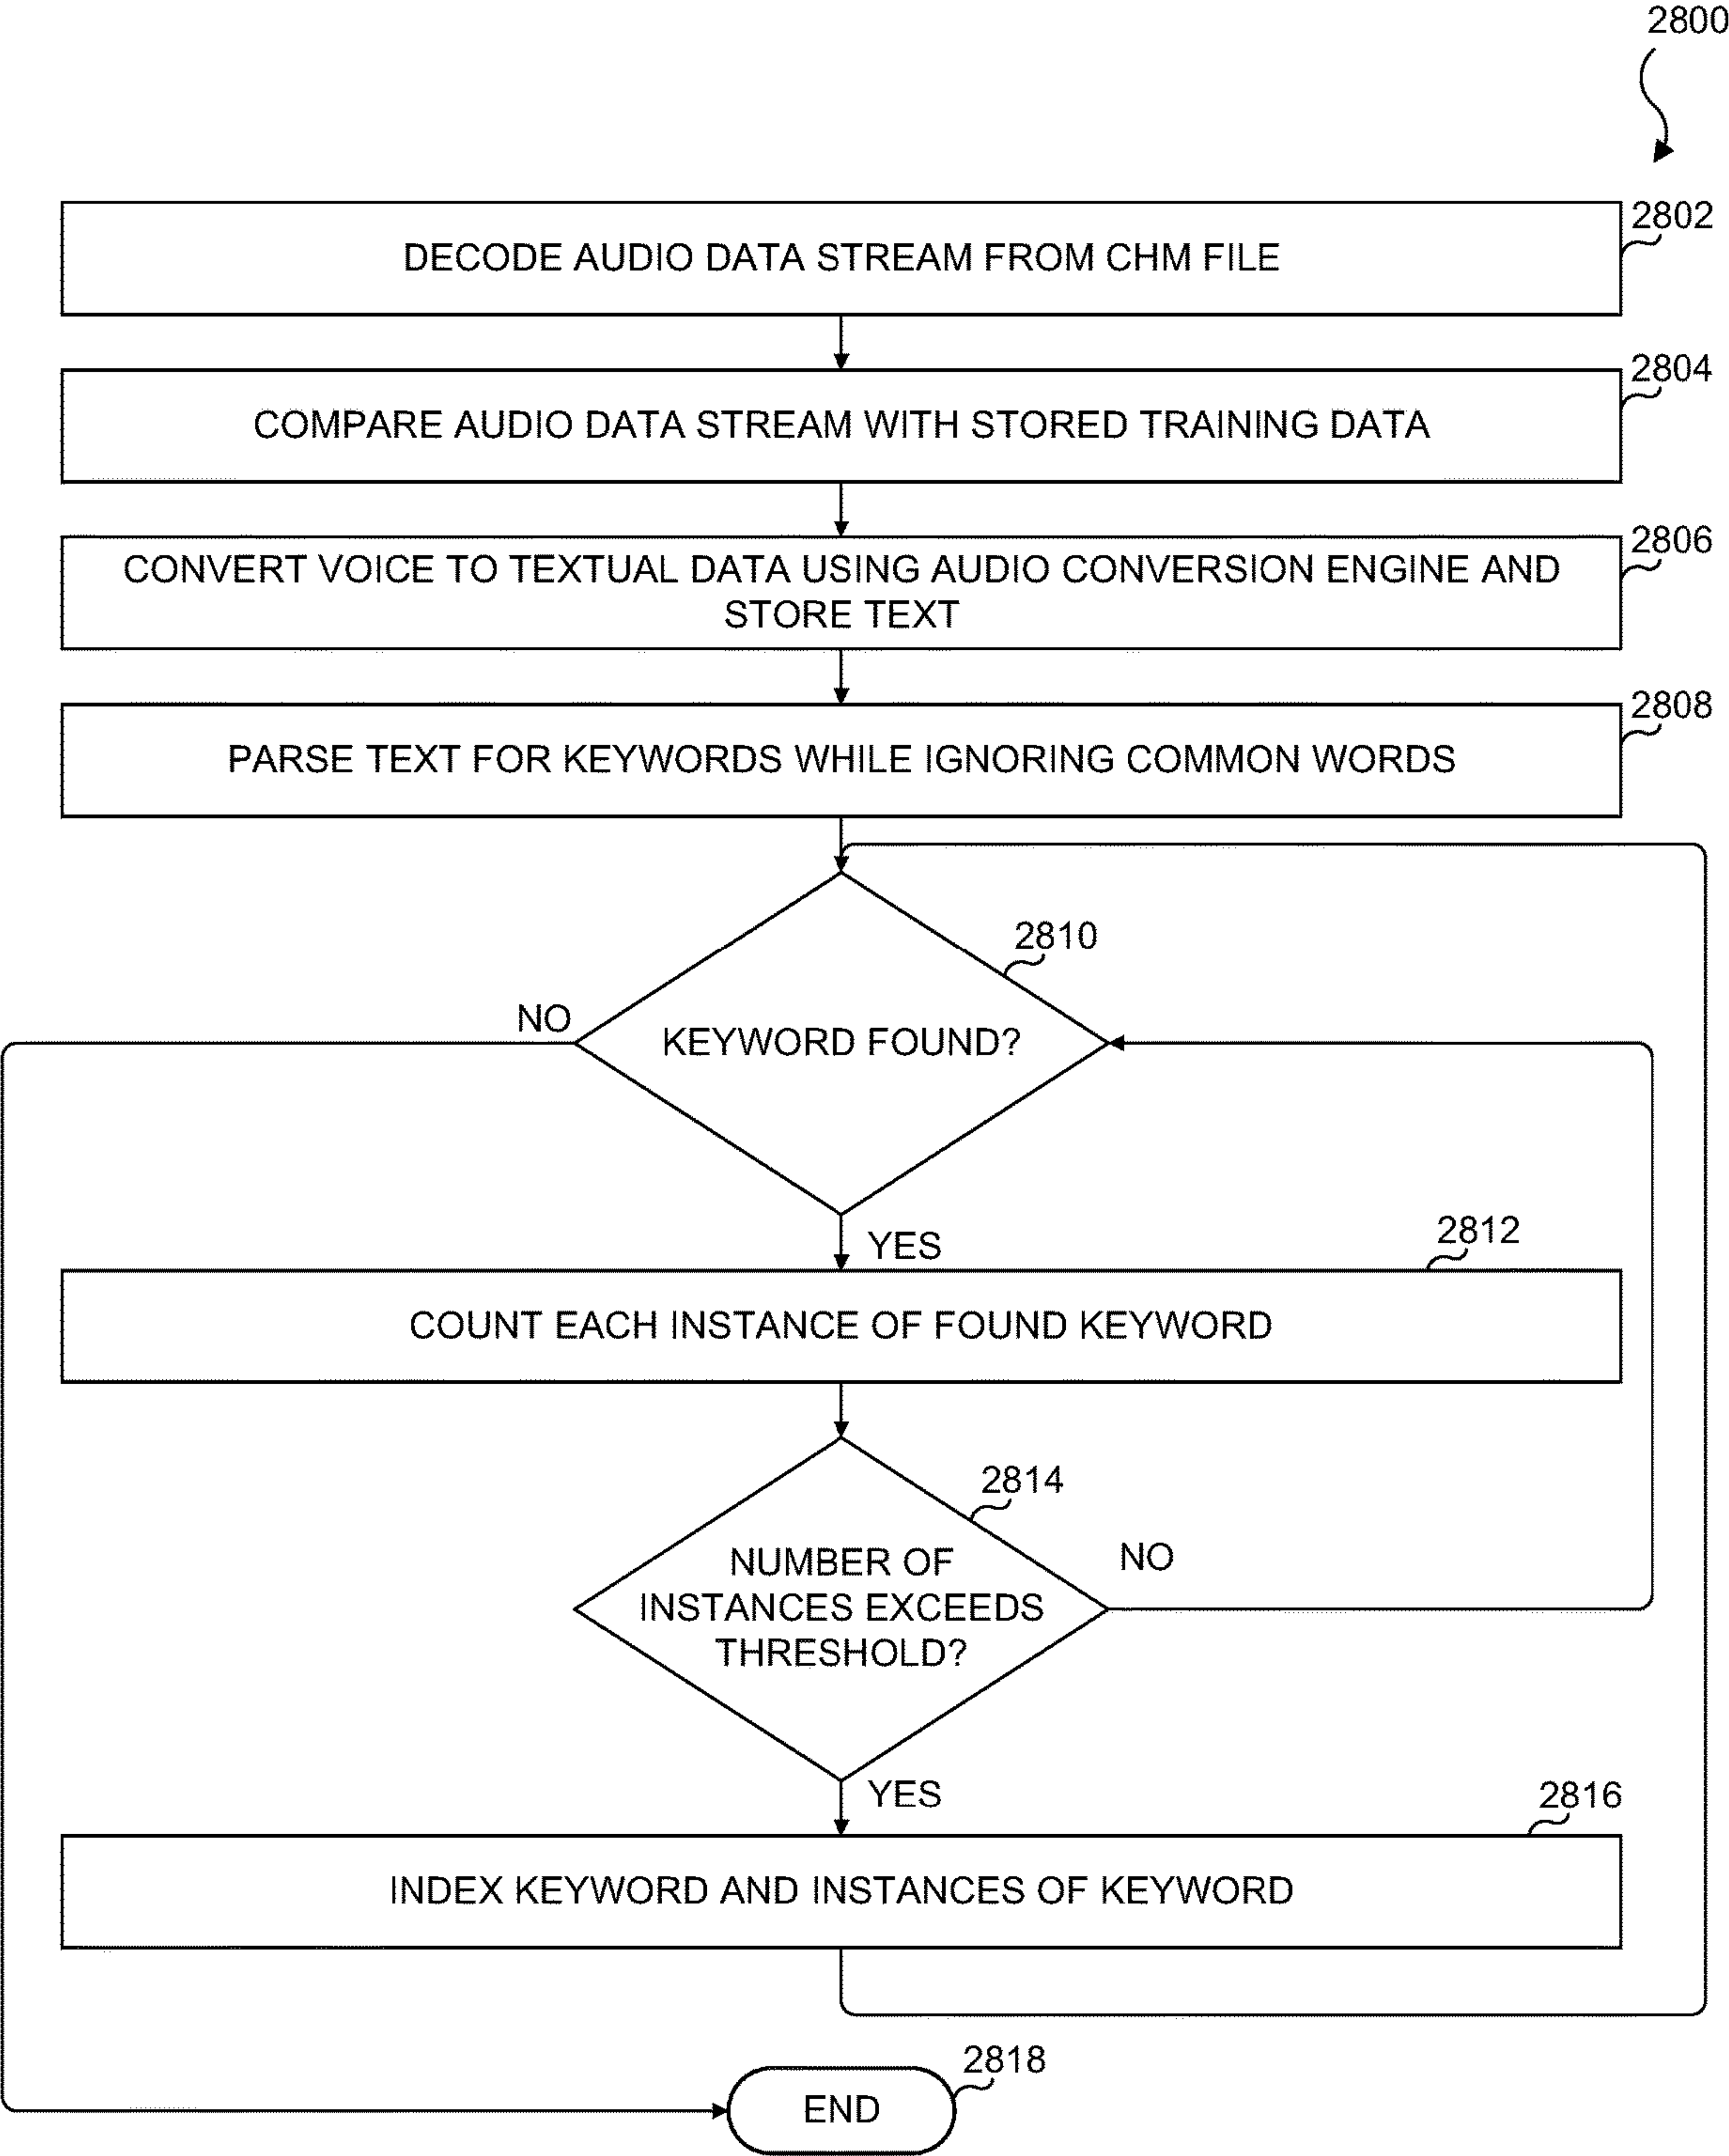 2800
2802
DECODE AUDIO DATA STREAM FROM CHM FILE
2804
COMPARE AUDIO DATA STREAM WITH STORED TRAINING DATA
2806
CONVERT VOICE TO TEXTUAL DATA USING AUDIO CONVERSION ENGINE AND
STORE TEXT
2808
PARSE TEXT FOR KEYWORDS WHILE IGNORING COMMON WORDS
2810
NO
KEYWORD FOUND?
YES
2812
COUNT EACH INSTANCE OF FOUND KEYWORD
2814
NO
NUMBER OF
INSTANCES EXCEEDS
THRESHOLD?
YES
2816
INDEX KEYWORD AND INSTANCES OF KEYWORD
2818
END